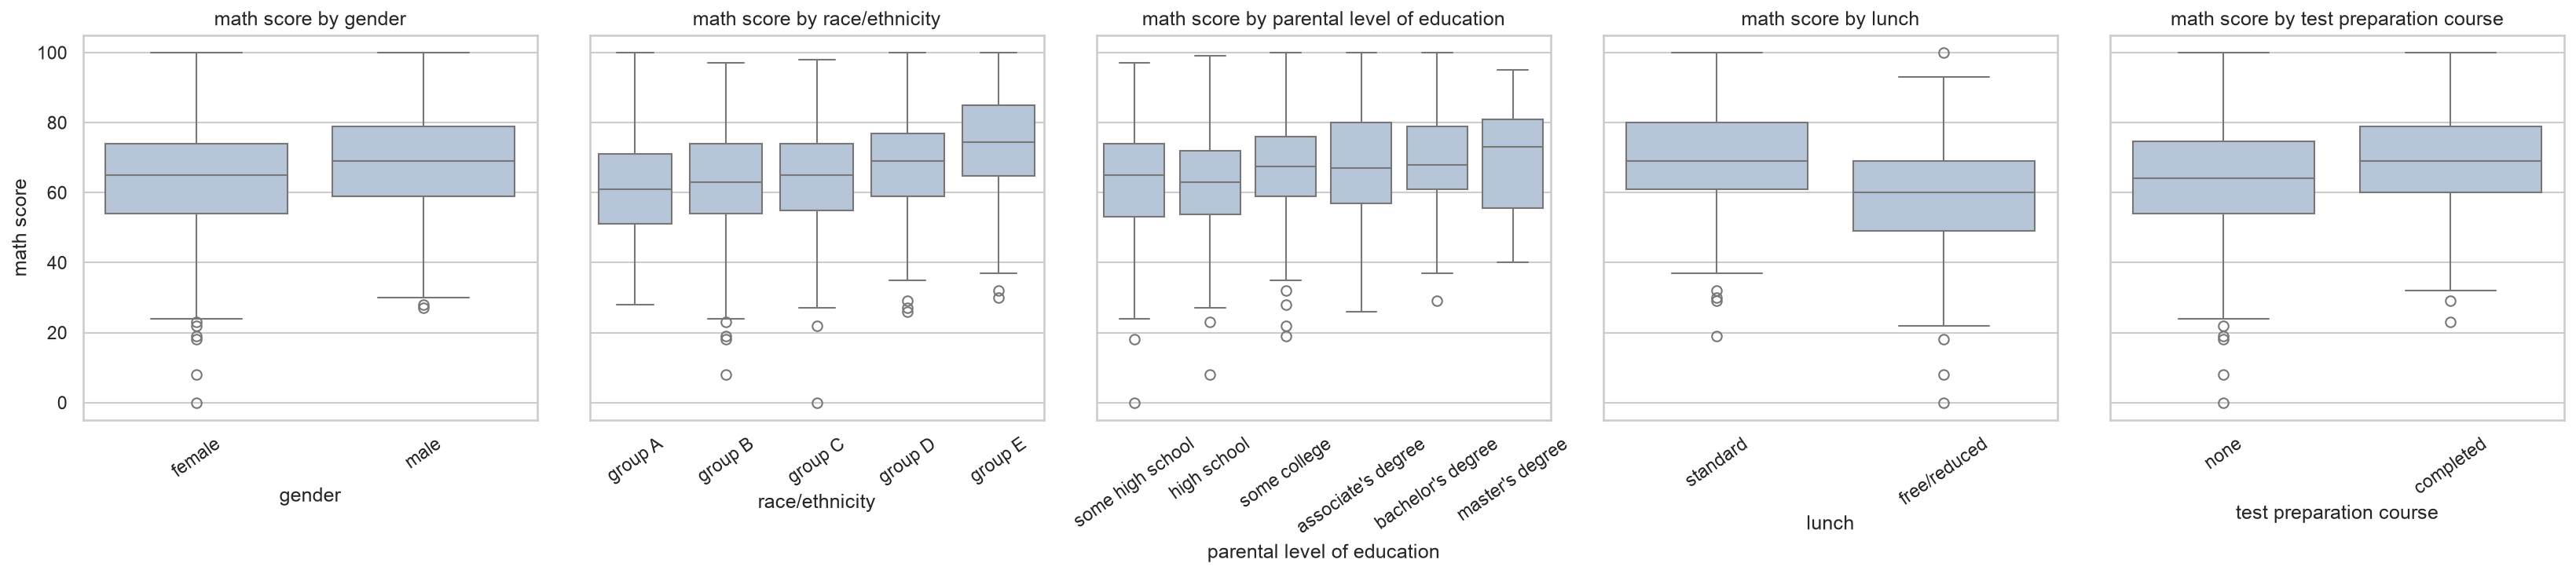 math score by gender
math score by race/ethnicity
math score by parental level of education
math score by lunch
math score by test preparation course
math score
100
80
60
40
20
0
female
male
gender
group A
group B
group C
group D
group E
race/ethnicity
some high school
high school
some college
associate's degree
bachelor's degree
master's degree
parental level of education
standard
free/reduced
lunch
none
completed
test preparation course